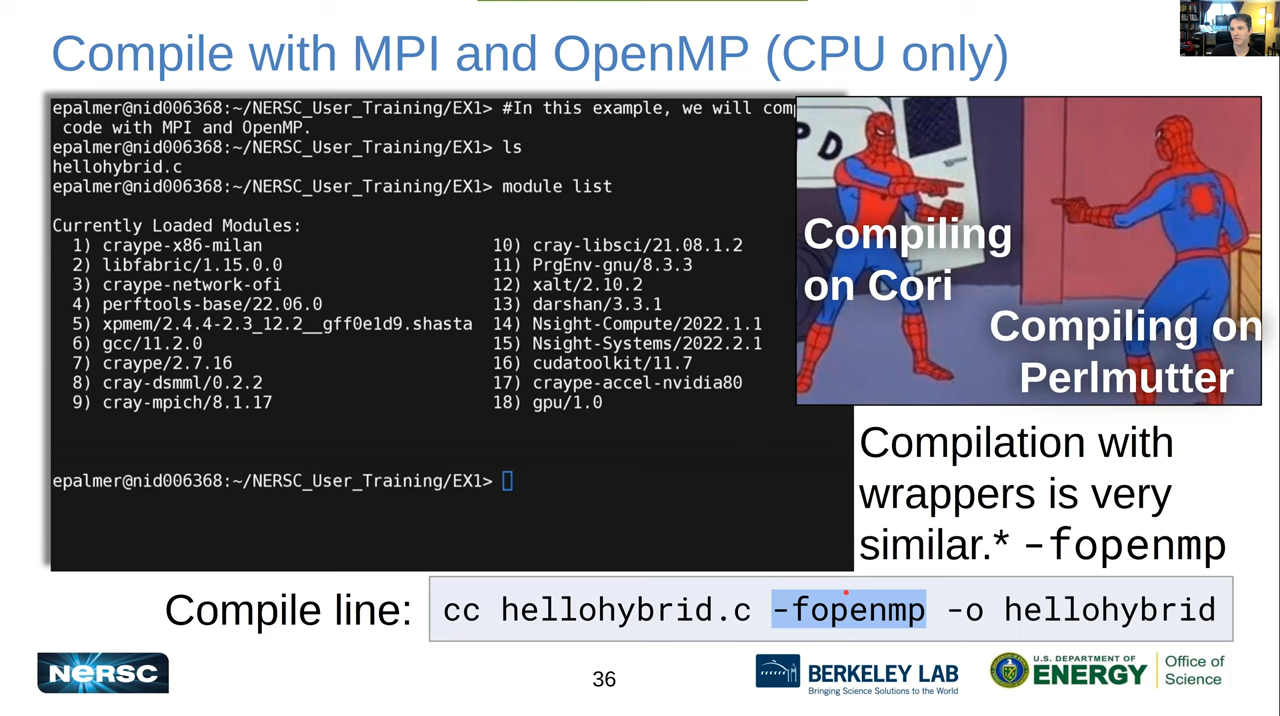 Compile with MPI and OpenMP (CPU only)
epalmer@nid006368:~/NERSC_User_Training/EX1> #In this example, we will comp
code with MPI and OpenMP.
epalmer@nid006368:~/NERSC_User_Training/EX1> ls
hellohybrid.c
epalmer@nid006368:~/NERSC_User_Training/EX1> module list
Currently Loaded Modules:
1) craype-x86-milan 10) cray-libsci/21.08.1.2
2) libfabric/1.15.0.0 11) PrgEnv-gnu/8.3.3
3) craype-network-ofi 12) xalt/2.10.2
4) perftools-base/22.06.0 13) darshan/3.3.1
5) xpmem/2.4.4-2.3_12.2__gff0e1d9.shasta 14) Nsight-Compute/2022.1.1
6) gcc/11.2.0 15) Nsight-Systems/2022.2.1
7) craype/2.7.16 16) cudatoolkit/11.7
8) cray-dsmml/0.2.2 17) craype-accel-nvidia80
9) cray-mpich/8.1.17 18) gpu/1.0
epalmer@nid006368:~/NERSC_User_Training/EX1>
PD
Compiling
on Cori
Compiling on
Perlmutter
Compilation with
wrappers is very
similar.* -fopenmp
Compile line: cc hellohybrid.c -fopenmp -o hellohybrid
NERSC
36
BERKELEY LAB
Bringing Science Solutions to the World
U.S. DEPARTMENT OF
ENERGY
Office of
Science